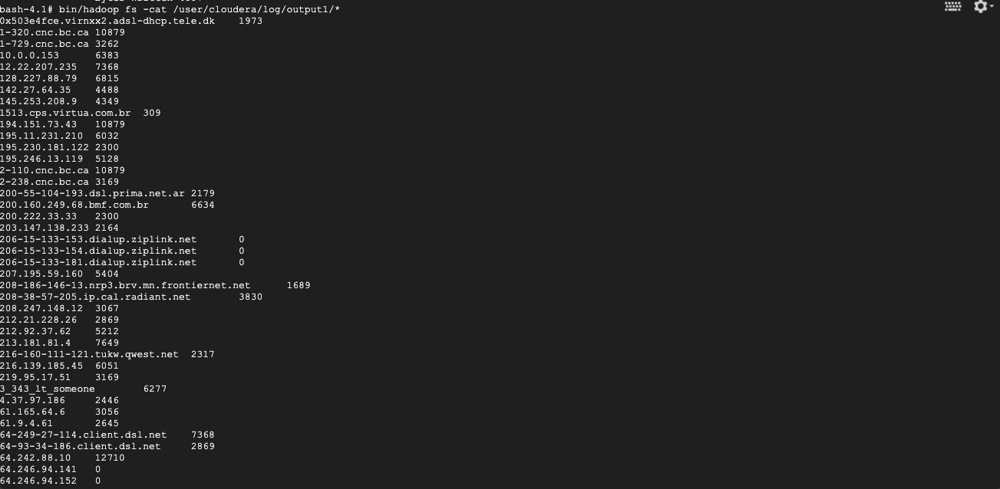 bash-4.1# bin/hadoop fs -cat /user/cloudera/log/output1/*
0x503e4fce.virnxx2.adsl-dhcp.tele.dk    1973
1-320.cnc.bc.ca 10879
1-729.cnc.bc.ca 3262
10.0.0.153      6383
12.22.207.235   7368
128.227.88.79   6815
142.27.64.35    4488
145.253.208.9   4349
1513.cps.virtua.com.br  309
194.151.73.43   10879
195.11.231.210  6032
195.230.181.122 2300
195.246.13.119  5128
2-110.cnc.bc.ca 10879
2-238.cnc.bc.ca 3169
200-55-104-193.dsl.prima.net.ar 2179
200.160.249.68.bmf.com.br       6634
200.222.33.33   2300
203.147.138.233 2164
206-15-133-153.dialup.ziplink.net       0
206-15-133-154.dialup.ziplink.net       0
206-15-133-181.dialup.ziplink.net       0
207.195.59.160  5404
208-186-146-13.nrp3.brv.mn.frontiernet.net      1689
208-38-57-205.ip.cal.radiant.net        3830
208.247.148.12  3067
212.21.228.26   2869
212.92.37.62    5212
213.181.81.4    7649
216-160-111-121.tukw.qwest.net  2317
216.139.185.45  6051
219.95.17.51    3169
3_343_lt_someone        6277
4.37.97.186     2446
61.165.64.6     3056
61.9.4.61       2645
64-249-27-114.client.dsl.net    7368
64-93-34-186.client.dsl.net     2869
64.242.88.10    12710
64.246.94.141   0
64.246.94.152   0